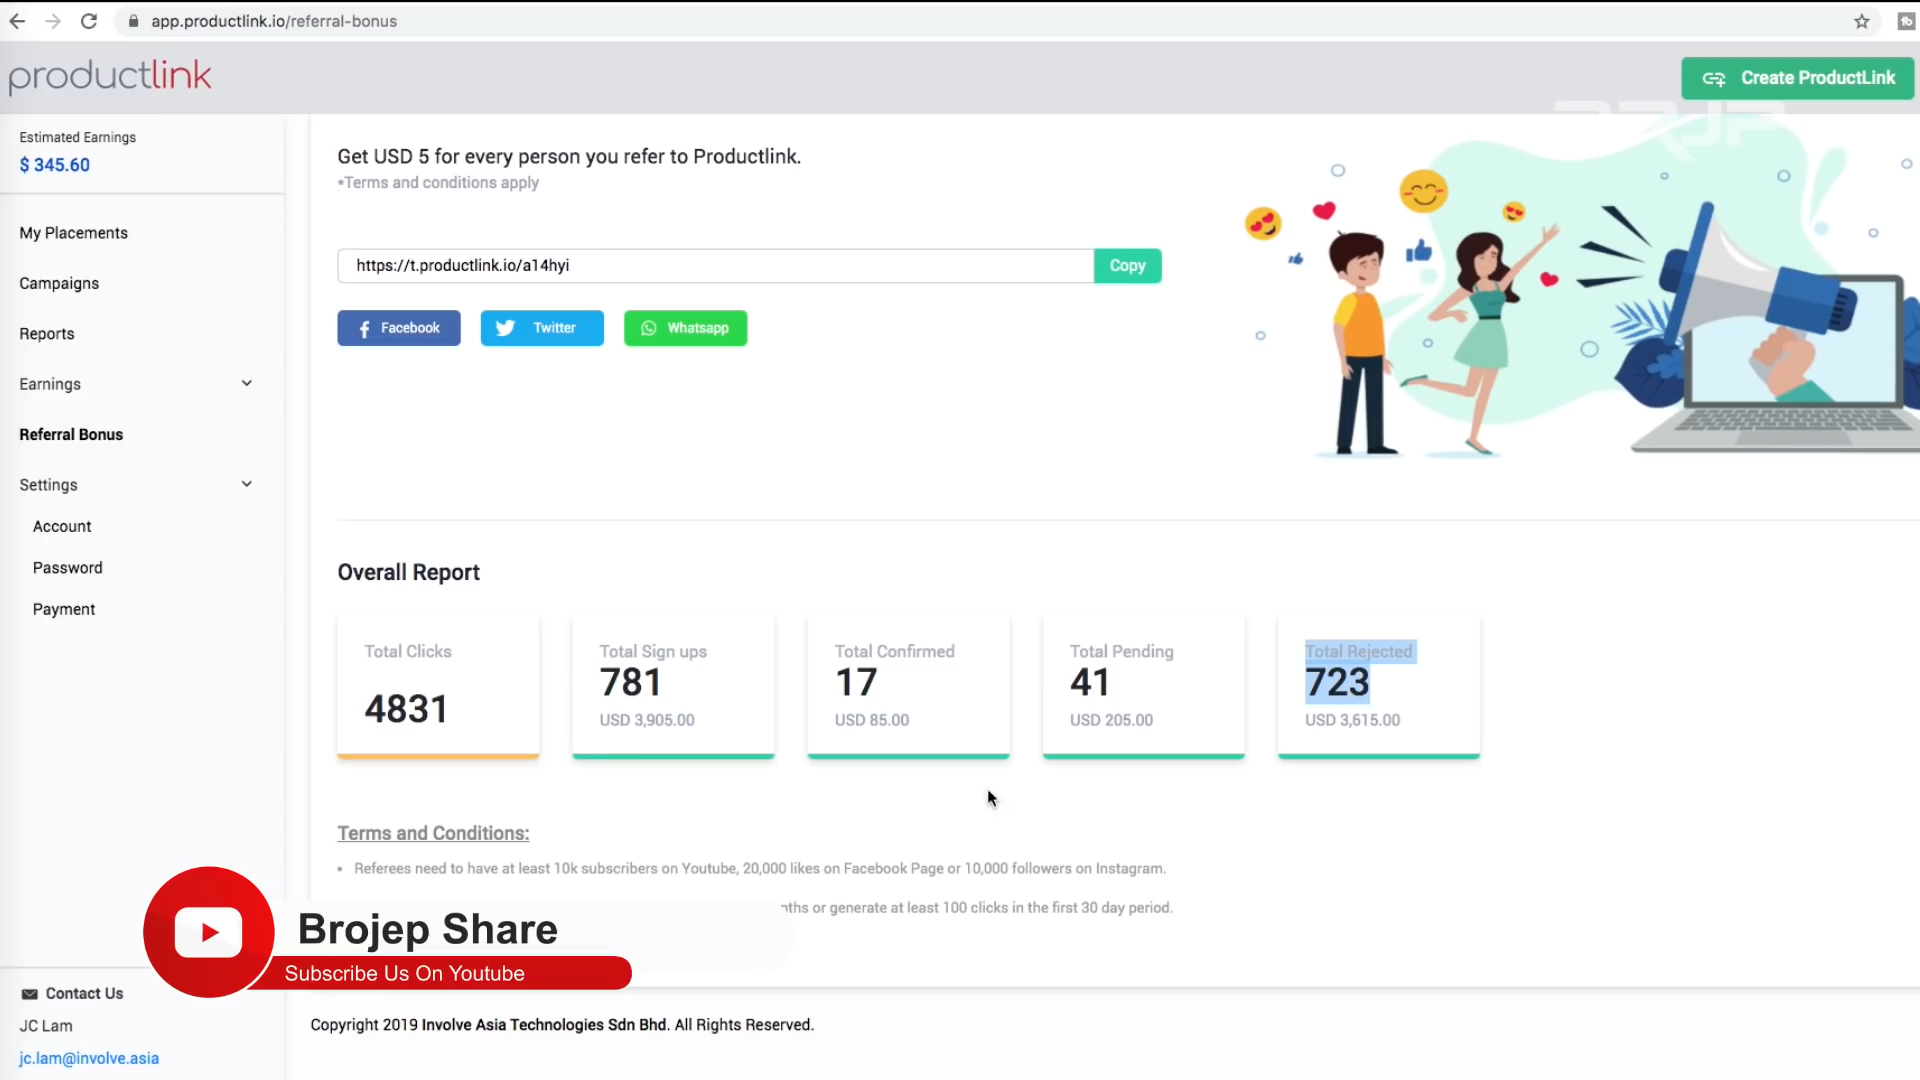 app.productlink.io/referral-bonus
productlink
Create ProductLink
Estimated Earnings
$ 345.60
My Placements
Campaigns
Reports
Earnings
Referral Bonus
Settings
Account
Password
Payment
Get USD 5 for every person you refer to Productlink.
*Terms and conditions apply
https://t.productlink.io/a14hyi
Copy
Facebook
Twitter
Whatsapp
Overall Report
Total Clicks
4831
Total Sign ups
781
USD 3,905.00
Total Confirmed
17
USD 85.00
Total Pending
41
USD 205.00
Total Rejected
723
USD 3,615.00
Terms and Conditions:
• Referees need to have at least 10k subscribers on Youtube, 20,000 likes on Facebook Page or 10,000 followers on Instagram.
or generate at least 100 clicks in the first 30 day period.
Brojep Share
Subscribe Us On Youtube
Contact Us
JC Lam
jc.lam@involve.asia
Copyright 2019 Involve Asia Technologies Sdn Bhd. All Rights Reserved.